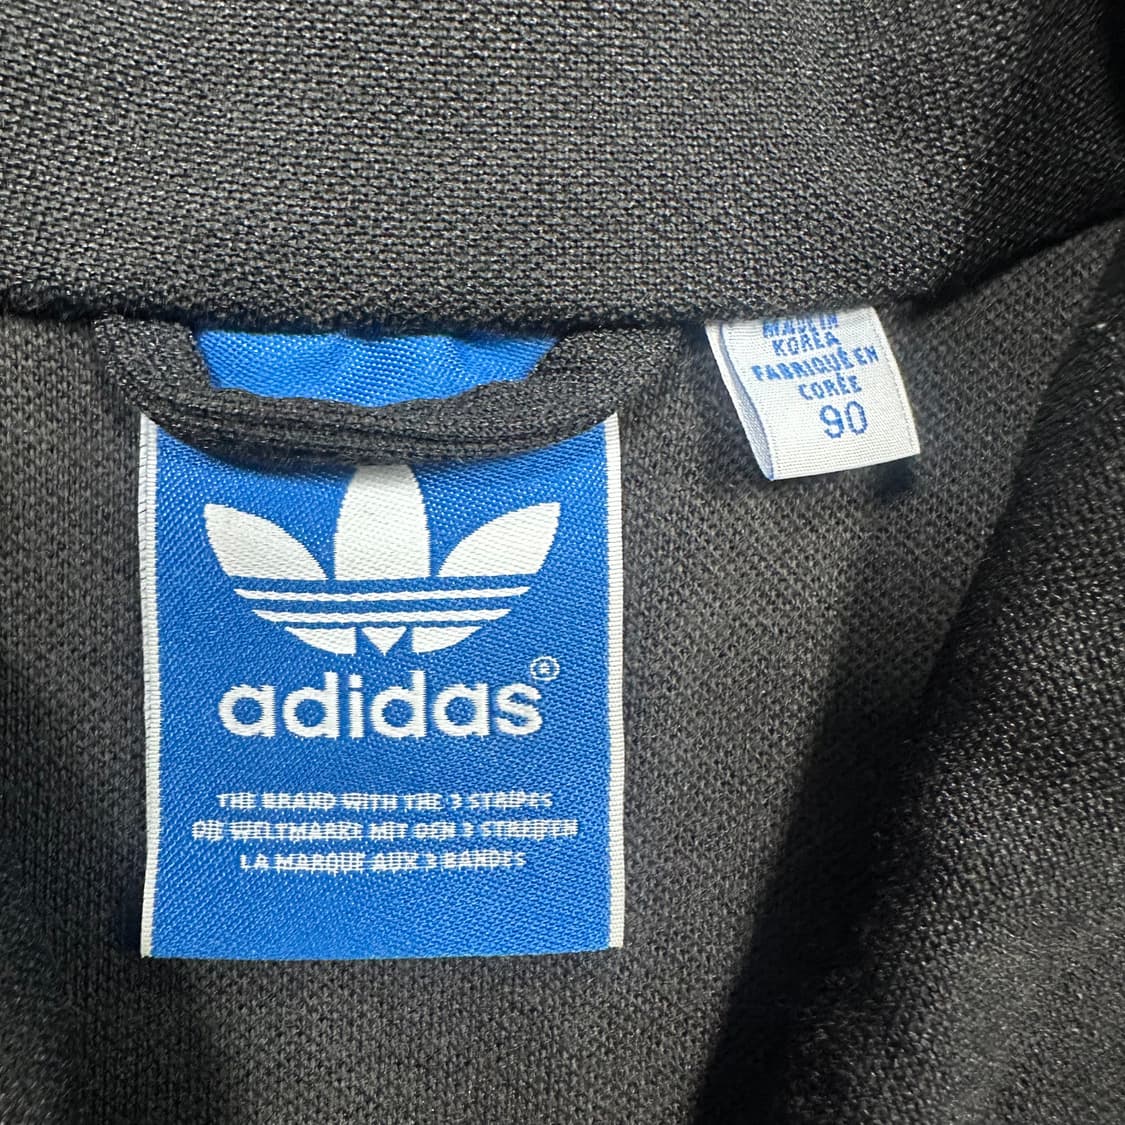 MADE IN
KOREA
FABRIQUÉ EN
CORÉE
90
adidas®
THE BRAND WITH THE 3 STRIPES
DIE WELTMARKE MIT DEN 3 STREIFEN
LA MARQUE AUX 3 BANDES